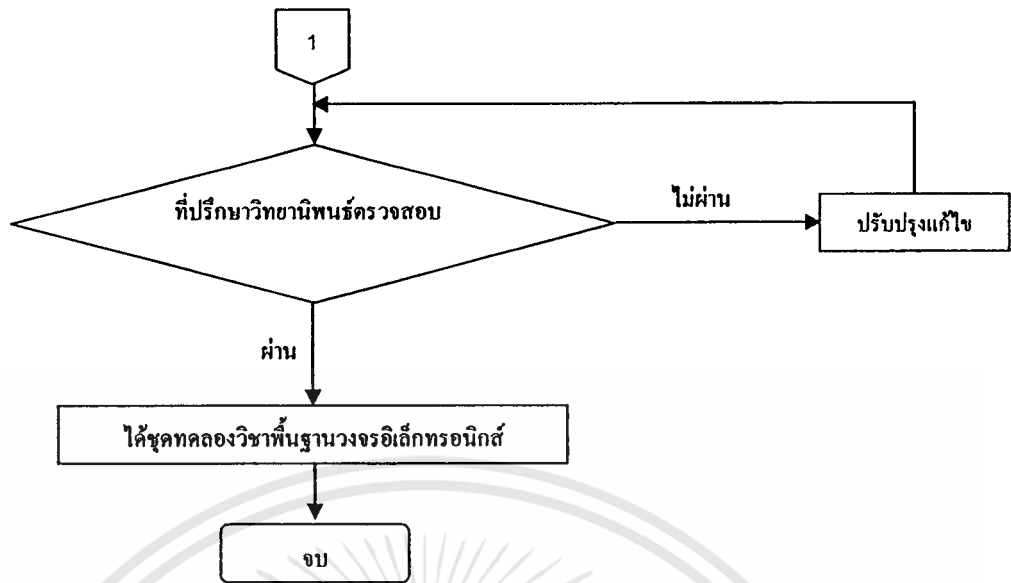 1
ที่ปรึกษาวิทยานิพนธ์ตรวจสอบ
ไม่ผ่าน
ปรับปรุงแก้ไข
ผ่าน
ได้ชุดทดลองวิชาพื้นฐานวงจรอิเล็กทรอนิกส์
จบ